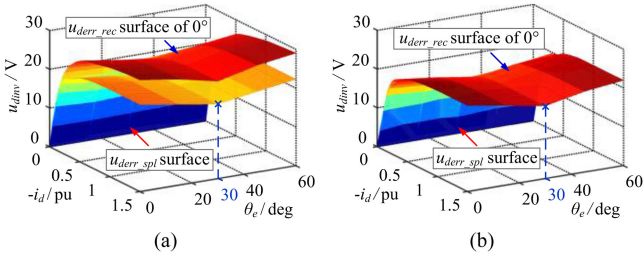 30
20
10
0
u_dinv / V
u_derr_rec surface of 0°
u_derr_spl surface
0
0.5
1
1.5
-i_d / pu
0
20
30
40
60
θ_e / deg
(a)
30
20
10
0
u_dinv / V
u_derr_rec surface of 0°
u_derr_spl surface
0
0.5
1
1.5
-i_d / pu
0
20
30
40
60
θ_e / deg
(b)